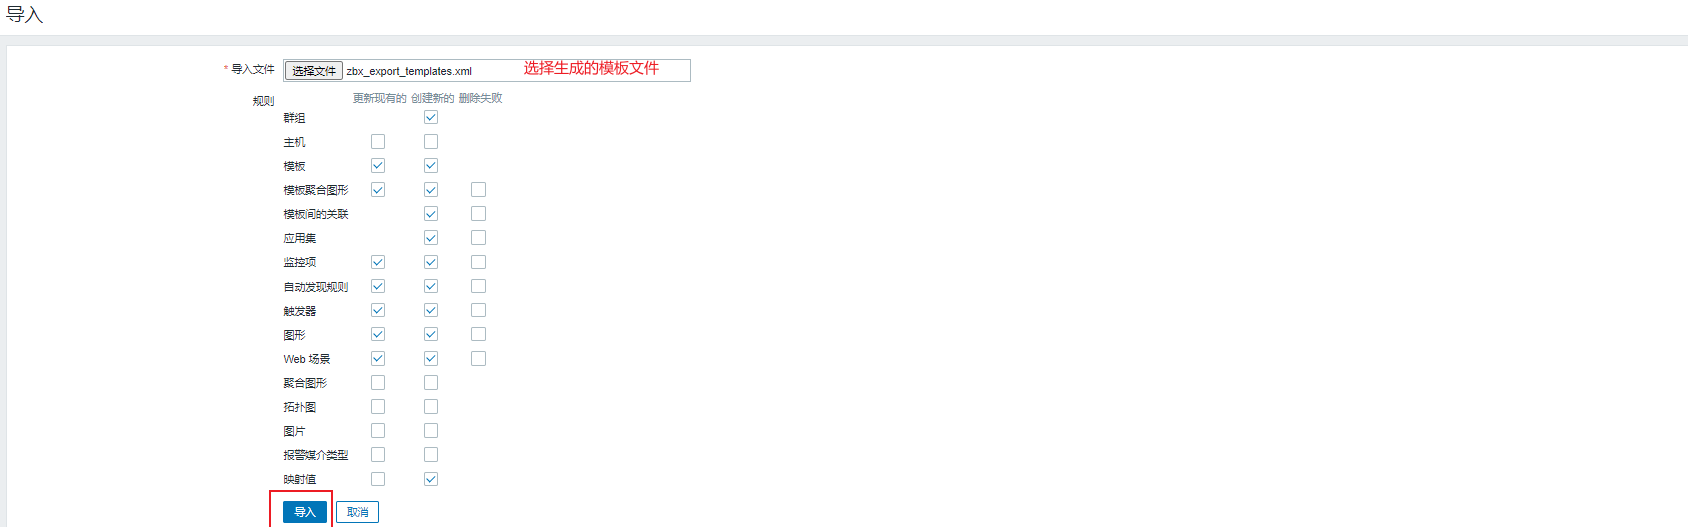 导入
* 导入文件 选择文件 zbx_export_templates.xml 选择生成的模板文件
规则 更新现有的 创建新的 删除失败
群组
主机
模板
模板聚合图形
模板间的关联
应用集
监控项
自动发现规则
触发器
图形
Web 场景
聚合图形
拓扑图
图片
报警媒介类型
映射值
导入 取消